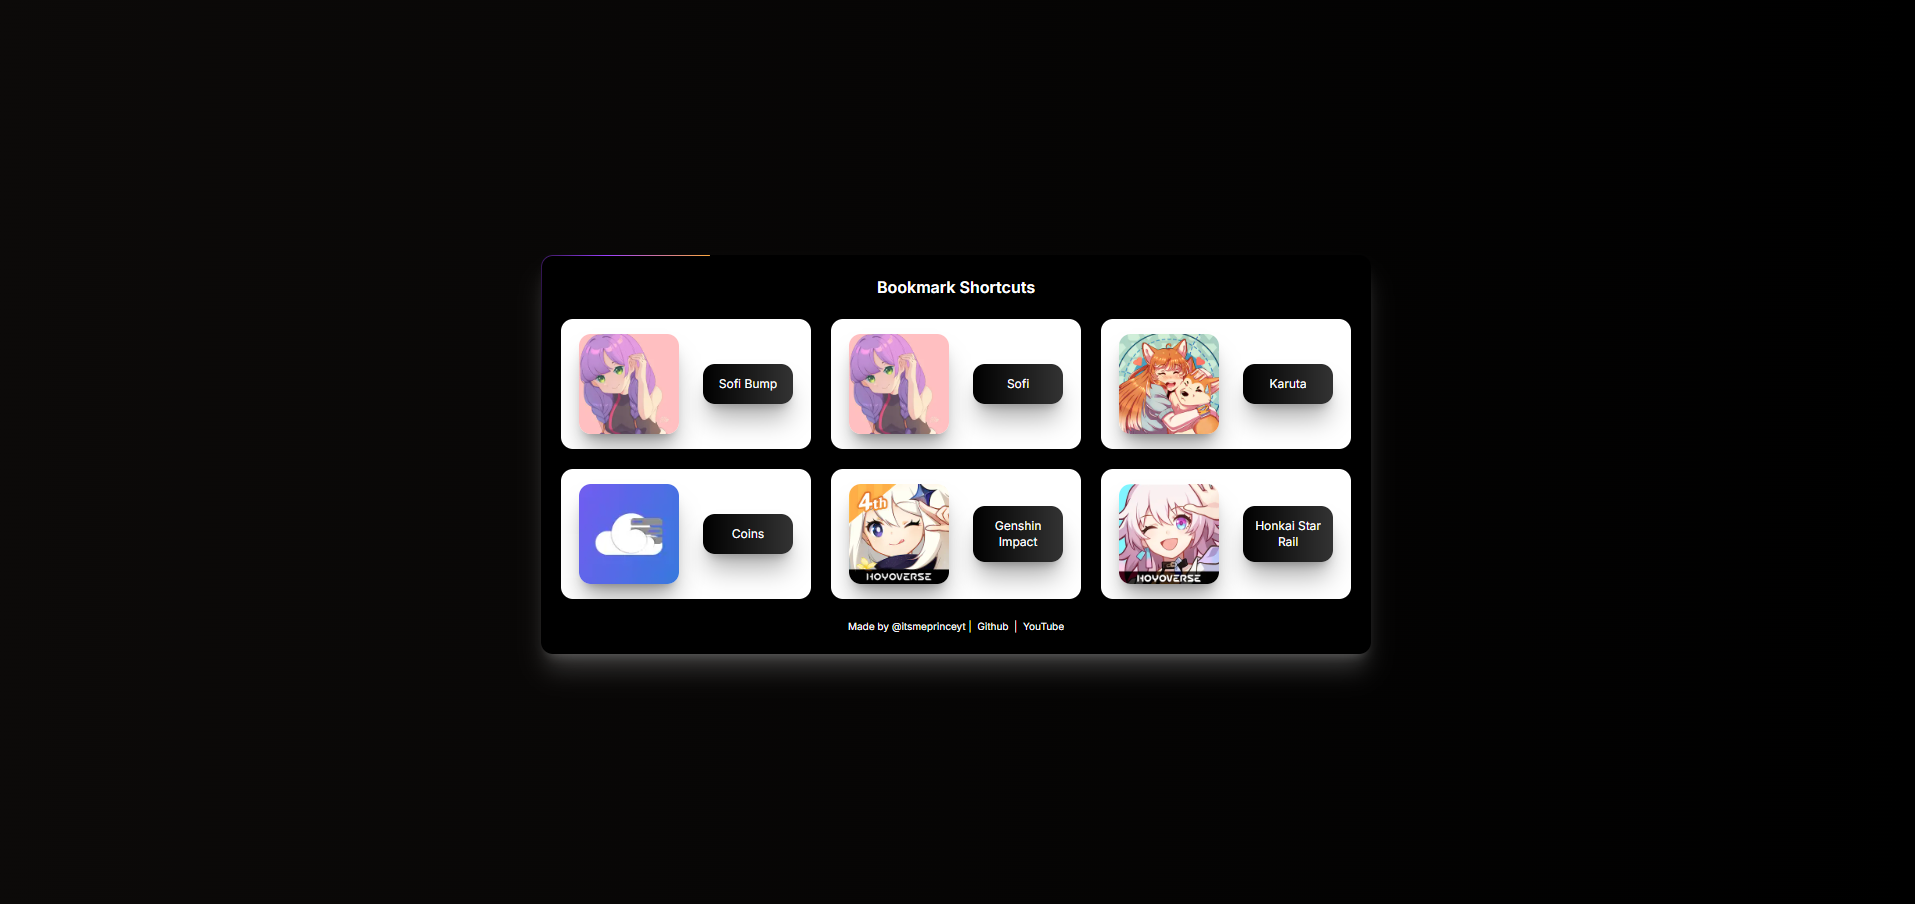 Bookmark Shortcuts
Sofi Bump
Sofi
Karuta
Coins
4th
HOYOVERSE
Genshin
Impact
HOYOVERSE
Honkai Star
Rail
Made by @itsmeprinceyt | Github | YouTube